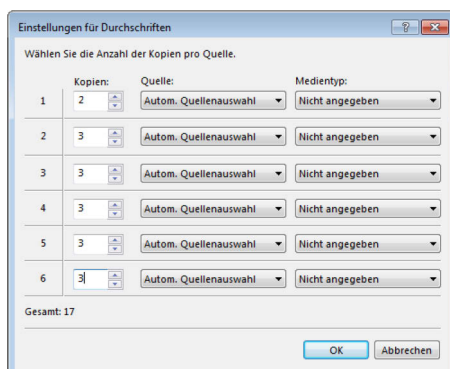 Einstellungen für Durchschriften
Wählen Sie die Anzahl der Kopien pro Quelle.
Kopien: Quelle: Medientyp:
1 2 Autom. Quellenauswahl Nicht angegeben
2 3 Autom. Quellenauswahl Nicht angegeben
3 3 Autom. Quellenauswahl Nicht angegeben
4 3 Autom. Quellenauswahl Nicht angegeben
5 3 Autom. Quellenauswahl Nicht angegeben
6 3 Autom. Quellenauswahl Nicht angegeben
Gesamt: 17
OK Abbrechen